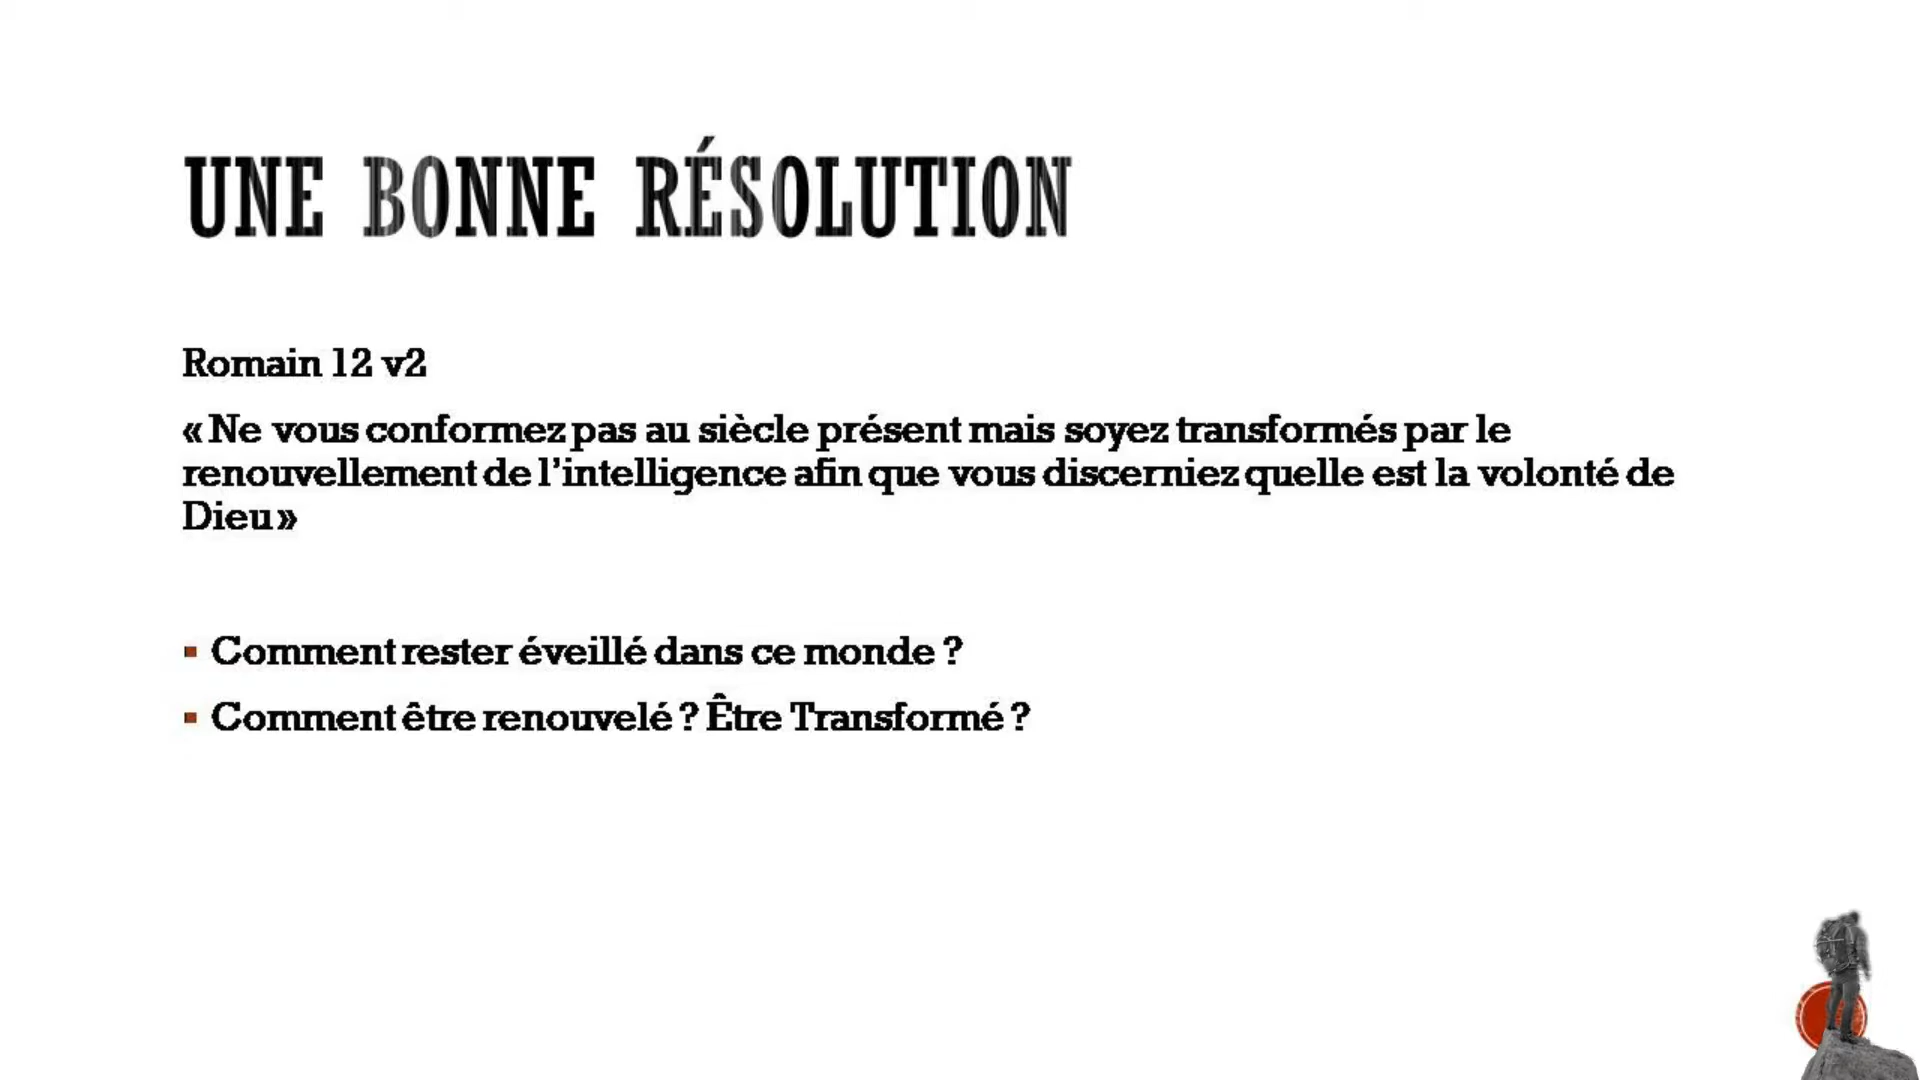 UNE BONNE RÉSOLUTION
Romain 12 v2
« Ne vous conformez pas au siècle présent mais soyez transformés par le
renouvellement de l’intelligence afin que vous discerniez quelle est la volonté de
Dieu »
▪ Comment rester éveillé dans ce monde ?
▪ Comment être renouvelé ? Être Transformé ?